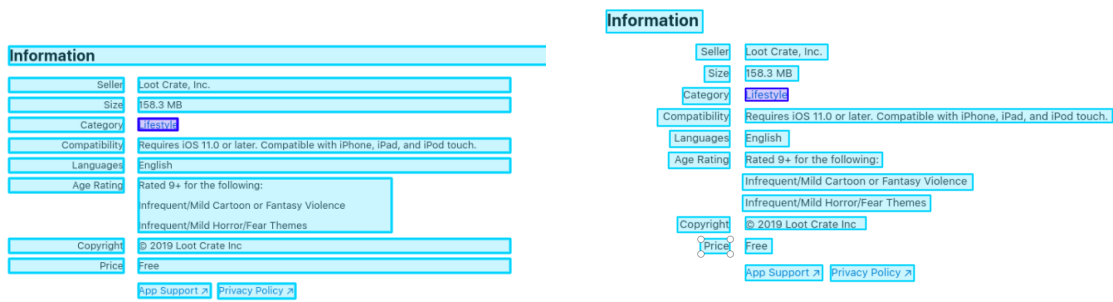 Information
Seller Loot Crate, Inc.
Size 158.3 MB
Category Lifestyle
Compatibility Requires iOS 11.0 or later. Compatible with iPhone, iPad, and iPod touch.
Languages English
Age Rating Rated 9+ for the following:
Infrequent/Mild Cartoon or Fantasy Violence
Infrequent/Mild Horror/Fear Themes
Copyright © 2019 Loot Crate Inc
Price Free
App Support ↗ Privacy Policy ↗
Information
Seller Loot Crate, Inc.
Size 158.3 MB
Category Lifestyle
Compatibility Requires iOS 11.0 or later. Compatible with iPhone, iPad, and iPod touch.
Languages English
Age Rating Rated 9+ for the following:
Infrequent/Mild Cartoon or Fantasy Violence
Infrequent/Mild Horror/Fear Themes
Copyright © 2019 Loot Crate Inc
Price Free
App Support ↗ Privacy Policy ↗